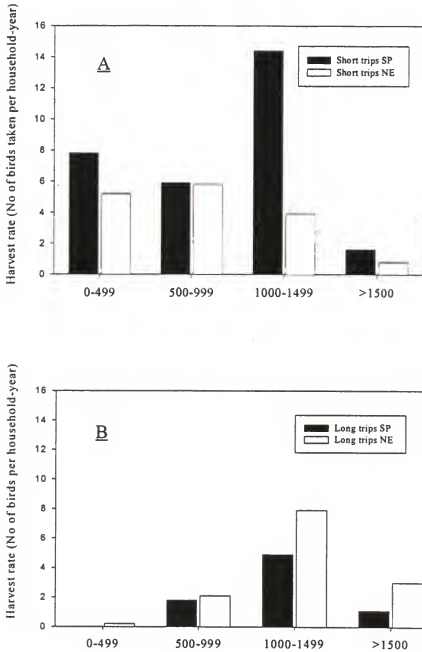 Harvest rate (No of birds taken per household-year)
16
14
12
10
8
6
4
2
0
A
Short trips SP
Short trips NE
0-499 500-999 1000-1499 >1500
Harvest rate (No of birds per household-year)
16
14
12
10
8
6
4
2
0
B
Long trips SP
Long trips NE
0-499 500-999 1000-1499 >1500